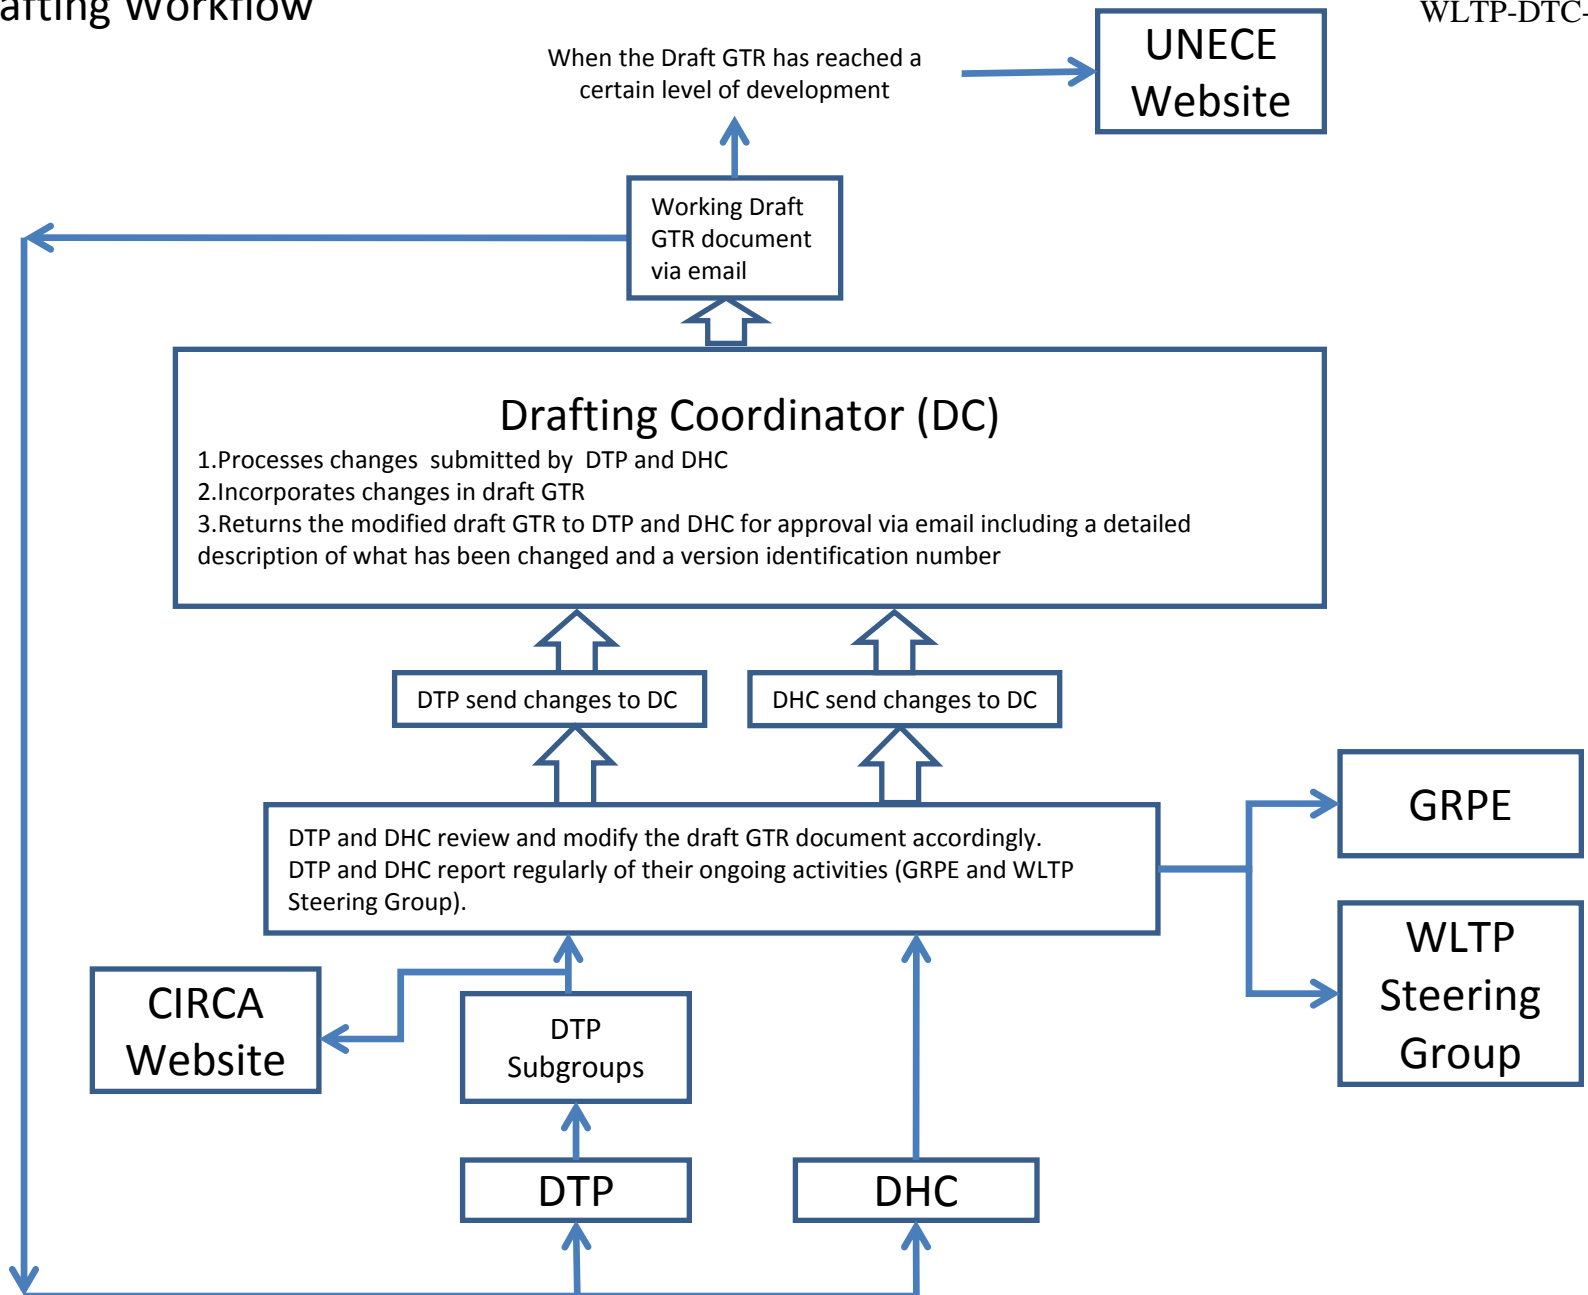 afting Workflow
WLTP-DTC-
When the Draft GTR has reached a
certain level of development
UNECE
Website
Working Draft
GTR document
via email
Drafting Coordinator (DC)
1.Processes changes  submitted by  DTP and DHC
2.Incorporates changes in draft GTR
3.Returns the modified draft GTR to DTP and DHC for approval via email including a detailed
description of what has been changed and a version identification number
DTP send changes to DC
DHC send changes to DC
DTP and DHC review and modify the draft GTR document accordingly.
DTP and DHC report regularly of their ongoing activities (GRPE and WLTP
Steering Group).
GRPE
WLTP
Steering
Group
CIRCA
Website
DTP
Subgroups
DTP
DHC